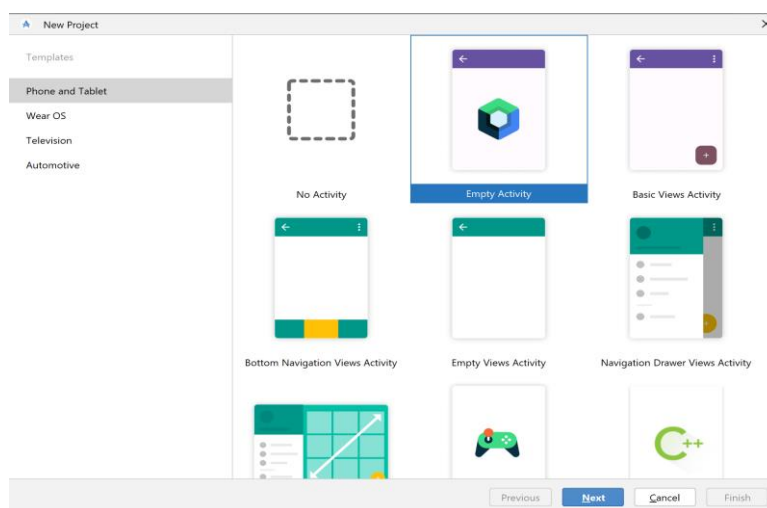 New Project
Templates
Phone and Tablet
Wear OS
Television
Automotive
No Activity
Empty Activity
Basic Views Activity
Bottom Navigation Views Activity
Empty Views Activity
Navigation Drawer Views Activity
C++
Previous
Next
Cancel
Finish